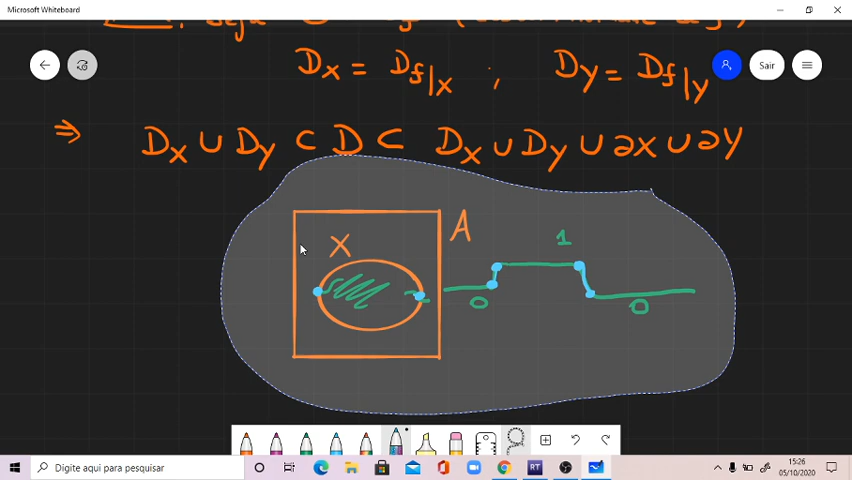 Microsoft Whiteboard
Dx = Df|x ; Dy = Df|y
Sair
⇒ Dx ∪ Dy ⊂ D ⊂ Dx ∪ Dy ∪ ∂X ∪ ∂Y
A
X
1
0
0
Digite aqui para pesquisar
RT
15:26
05/10/2020